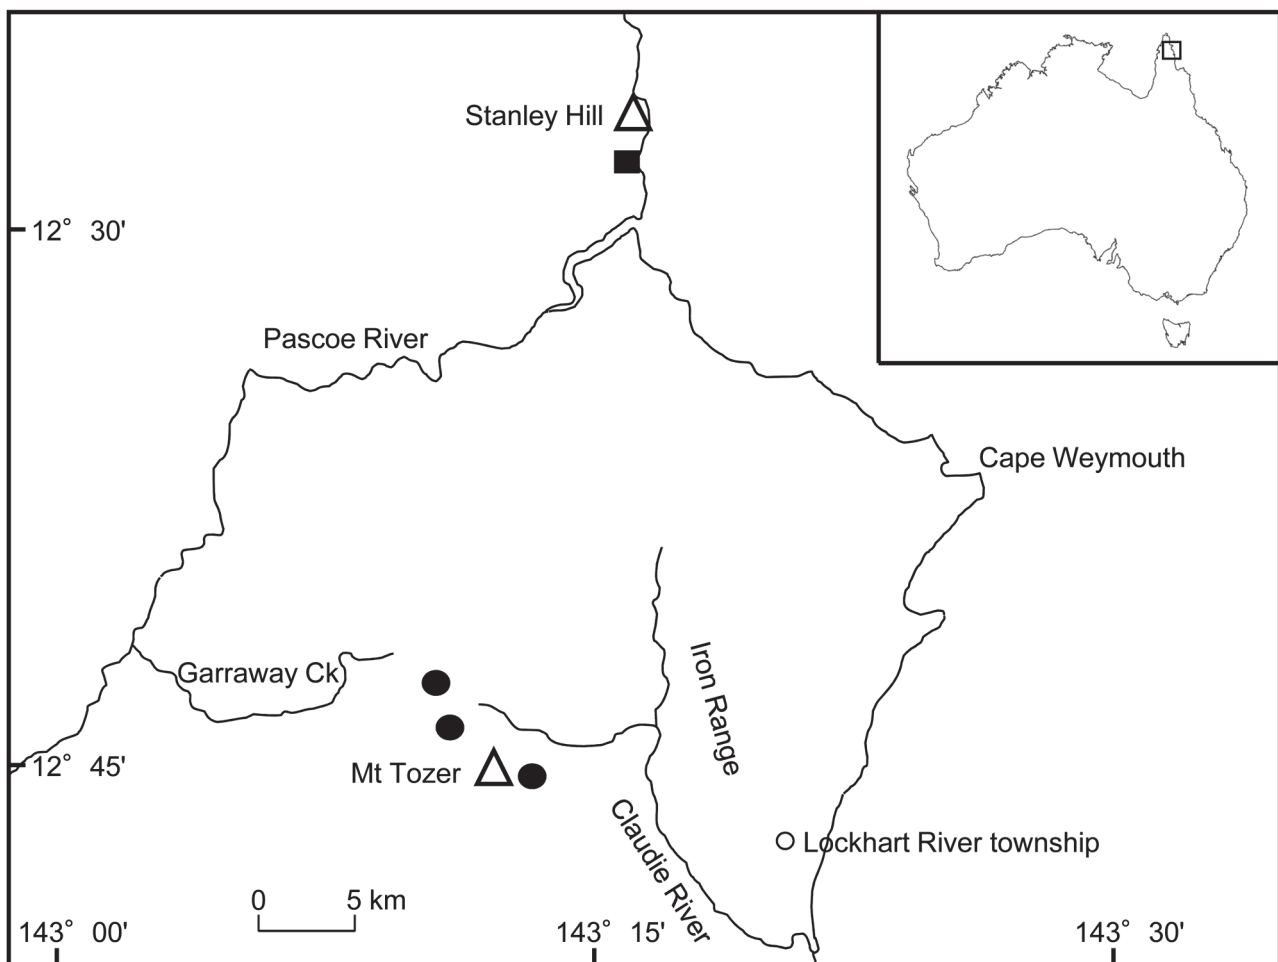 Stanley Hill
12° 30'
Pascoe River
Cape Weymouth
Garraway Ck
Iron Range
12° 45'
Mt Tozer
Claudie River
Lockhart River township
0 5 km
143° 00'
143° 15'
143° 30'